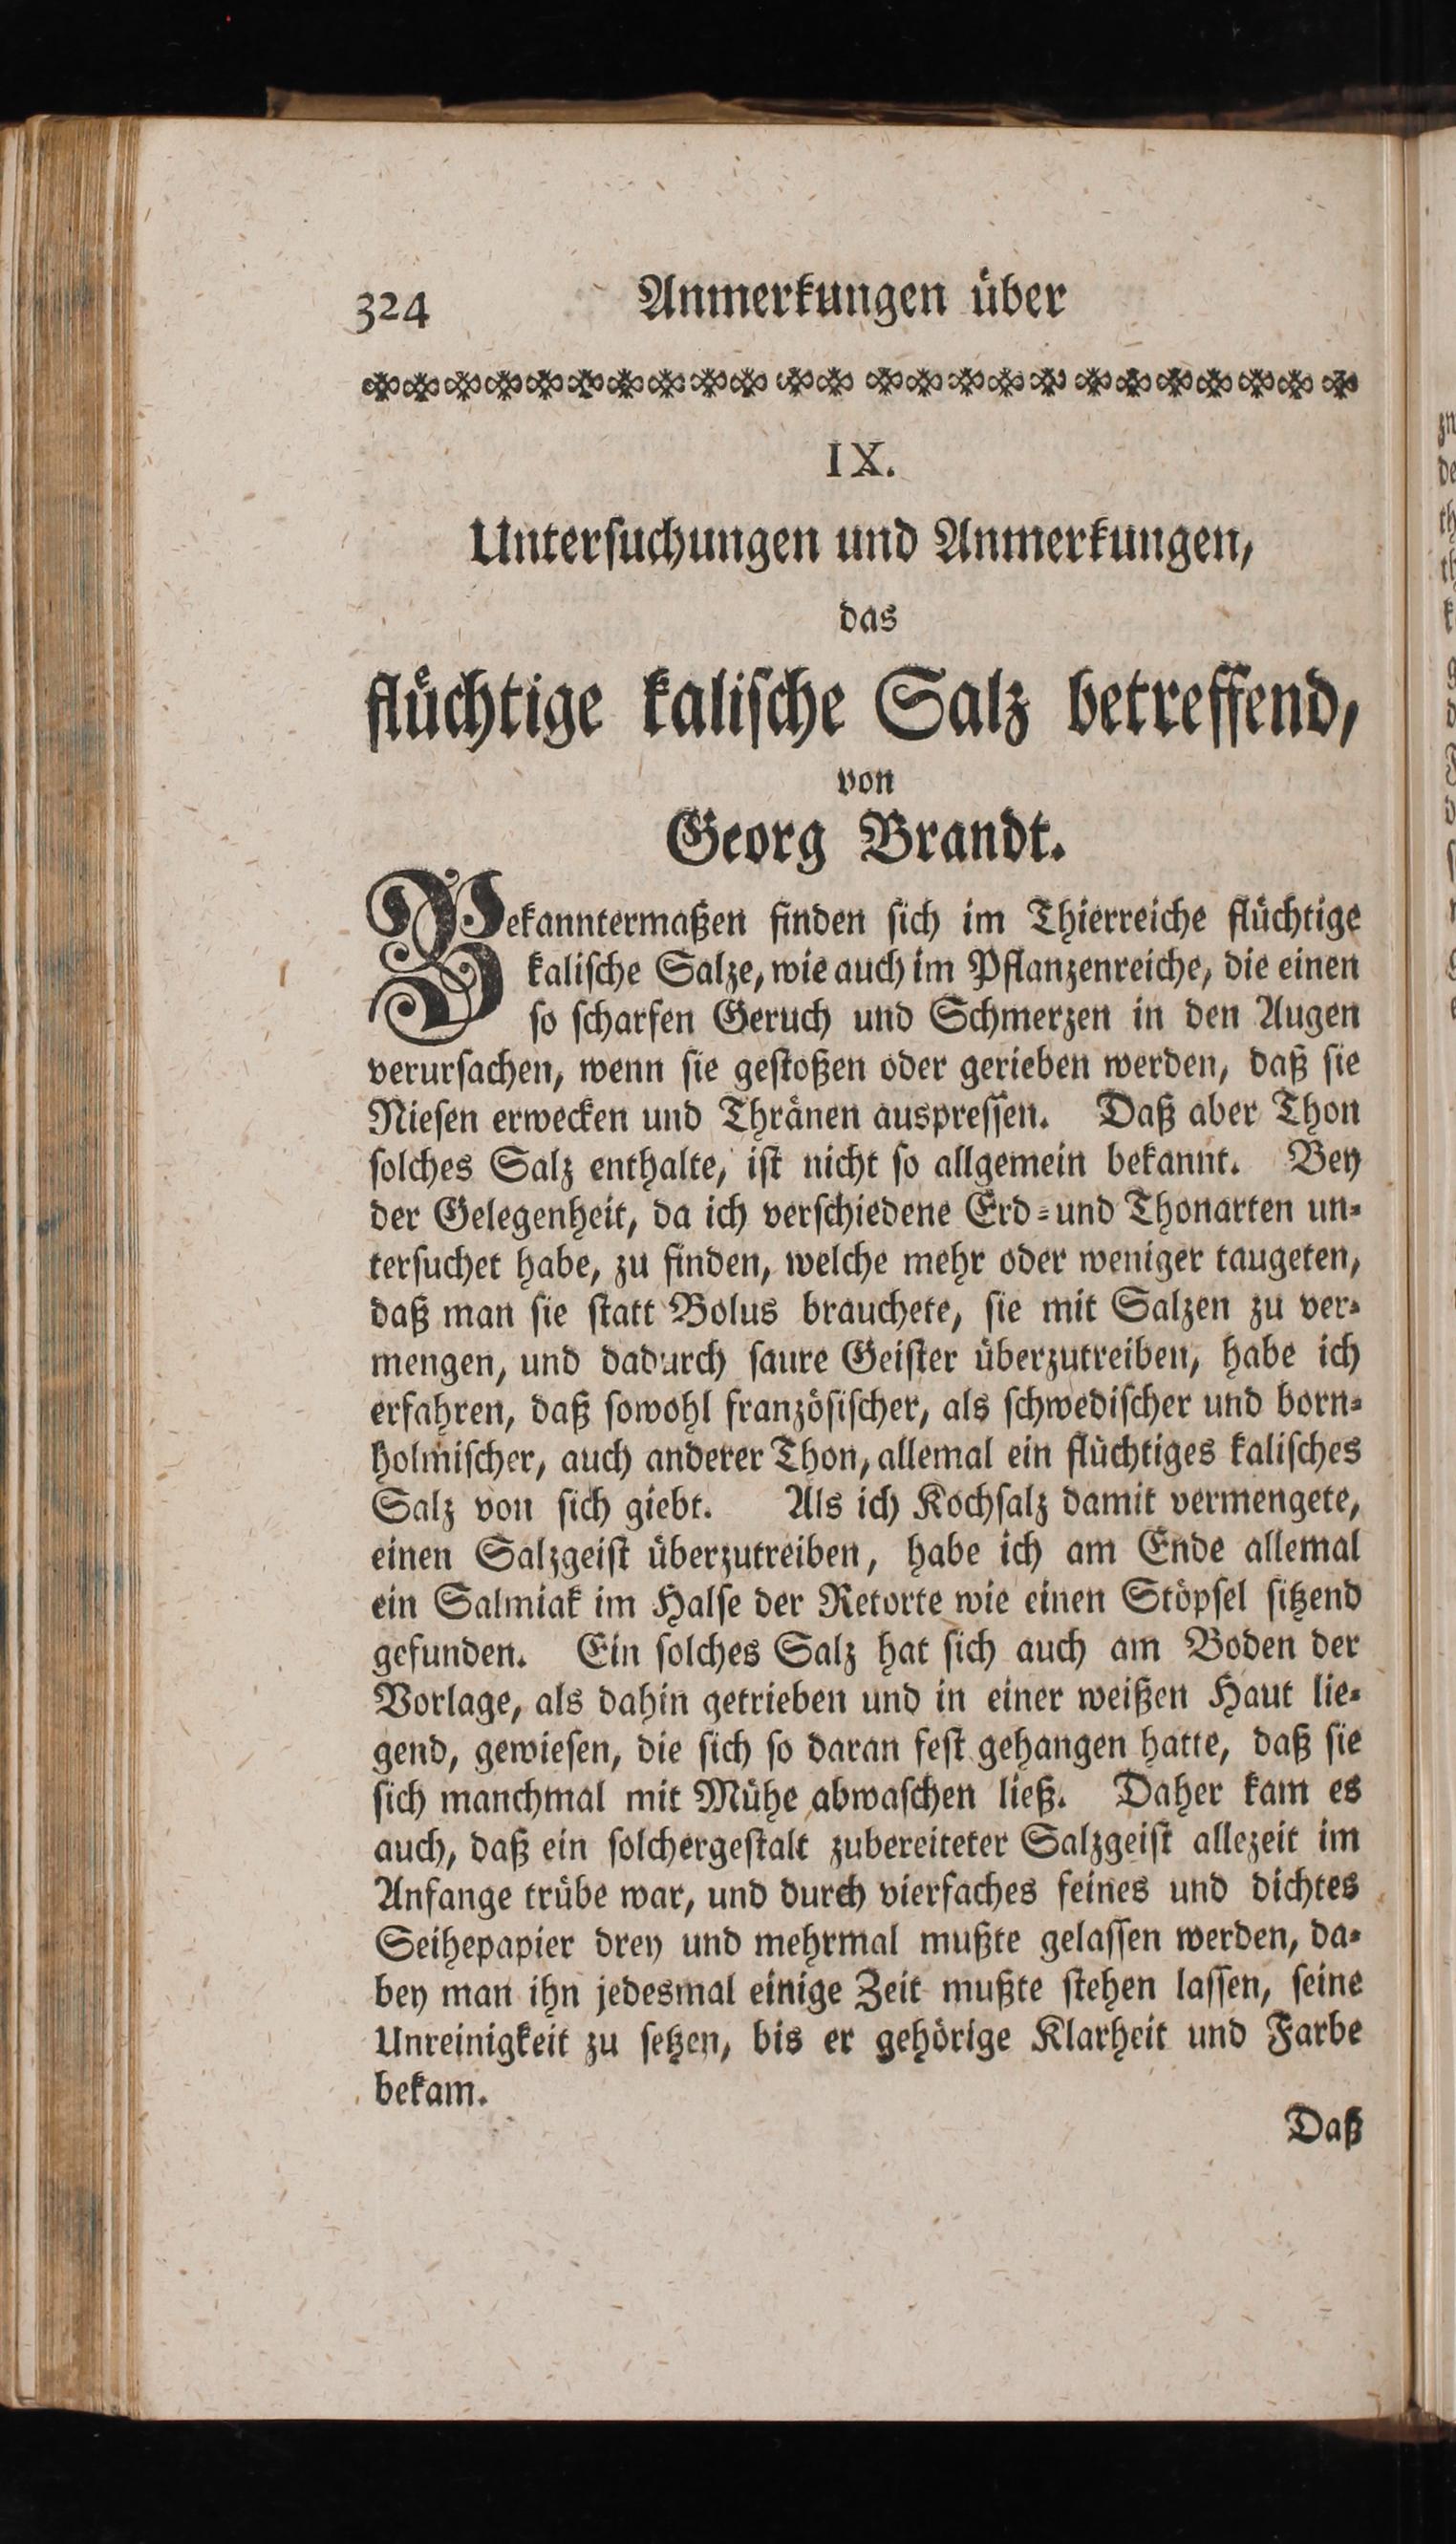 324 Anmerkungen über
IX.
Unterſuchungen und Anmerkungen,
das
flüchtige kaliſche Salz betreffend,
von
Georg Brandt.
Bekanntermaßen finden ſich im Thierreiche flüchtige
kaliſche Salze, wie auch im Pflanzenreiche, die einen
ſo ſcharfen Geruch und Schmerzen in den Augen
verurſachen, wenn ſie geſtoßen oder gerieben werden, daß ſie
Nieſen erwecken und Thränen auspreſſen. Daß aber Thon
ſolches Salz enthalte, iſt nicht ſo allgemein bekannt. Bey
der Gelegenheit, da ich verſchiedene Erd- und Thonarten un-
terſuchet habe, zu finden, welche mehr oder weniger taugeten,
daß man ſie ſtatt Bolus brauchete, ſie mit Salzen zu ver-
mengen, und dadurch ſaure Geiſter überzutreiben, habe ich
erfahren, daß ſowohl franzöſiſcher, als ſchwediſcher und born-
holmiſcher, auch anderer Thon, allemal ein flüchtiges kaliſches
Salz von ſich giebt. Als ich Kochſalz damit vermengete,
einen Salzgeiſt überzutreiben, habe ich am Ende allemal
ein Salmiak im Halſe der Retorte wie einen Stöpſel ſitzend
gefunden. Ein ſolches Salz hat ſich auch am Boden der
Vorlage, als dahin getrieben und in einer weißen Haut lie-
gend, gewieſen, die ſich ſo daran feſt gehangen hatte, daß ſie
ſich manchmal mit Mühe abwaſchen ließ. Daher kam es
auch, daß ein ſolchergeſtalt zubereiteter Salzgeiſt allezeit im
Anfange trübe war, und durch vierfaches feines und dichtes
Seihepapier drey und mehrmal mußte gelaſſen werden, da-
bey man ihn jedesmal einige Zeit mußte ſtehen laſſen, ſeine
Unreinigkeit zu ſetzen, bis er gehörige Klarheit und Farbe
bekam.
Daß